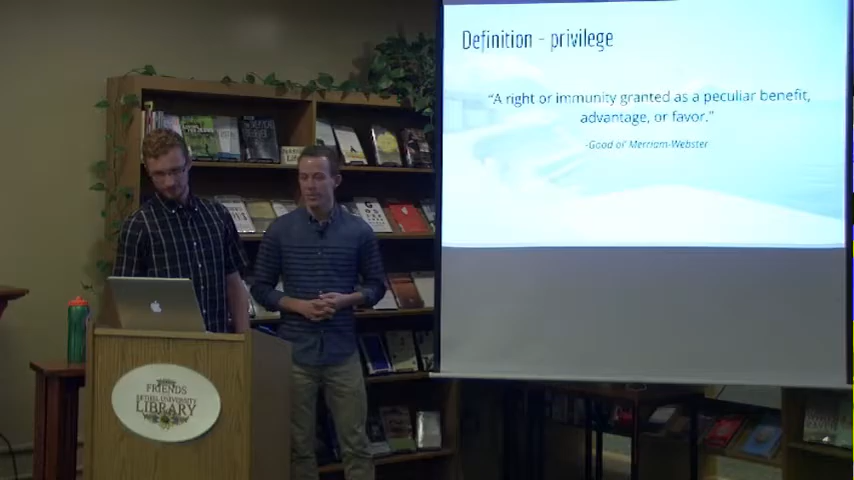 Definition - privilege
“A right or immunity granted as a peculiar benefit,
advantage, or favor.”
-Good ol' Merriam-Webster
FRIENDS
BETHEL UNIVERSITY
LIBRARY